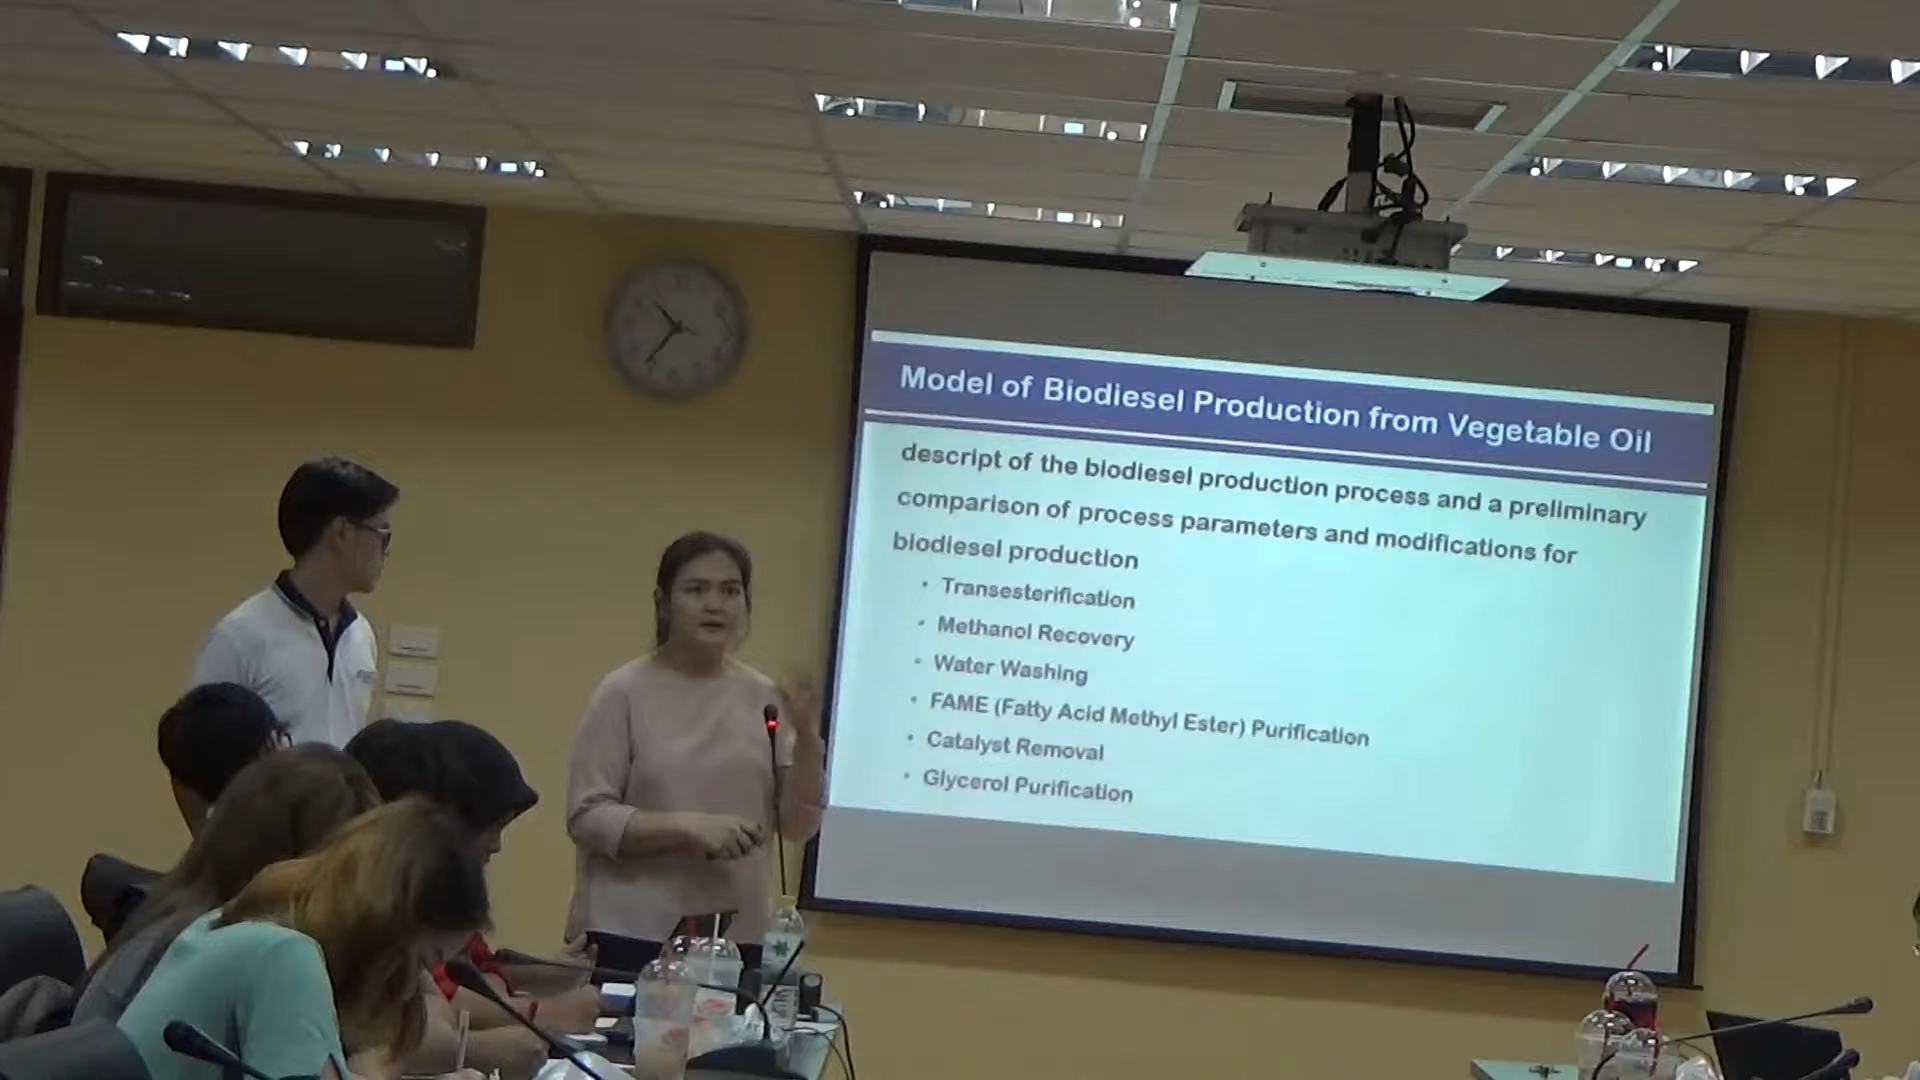 Model of Biodiesel Production from Vegetable Oil
descript of the biodiesel production process and a preliminary
comparison of process parameters and modifications for
biodiesel production
• Transesterification
• Methanol Recovery
• Water Washing
• FAME (Fatty Acid Methyl Ester) Purification
• Catalyst Removal
• Glycerol Purification